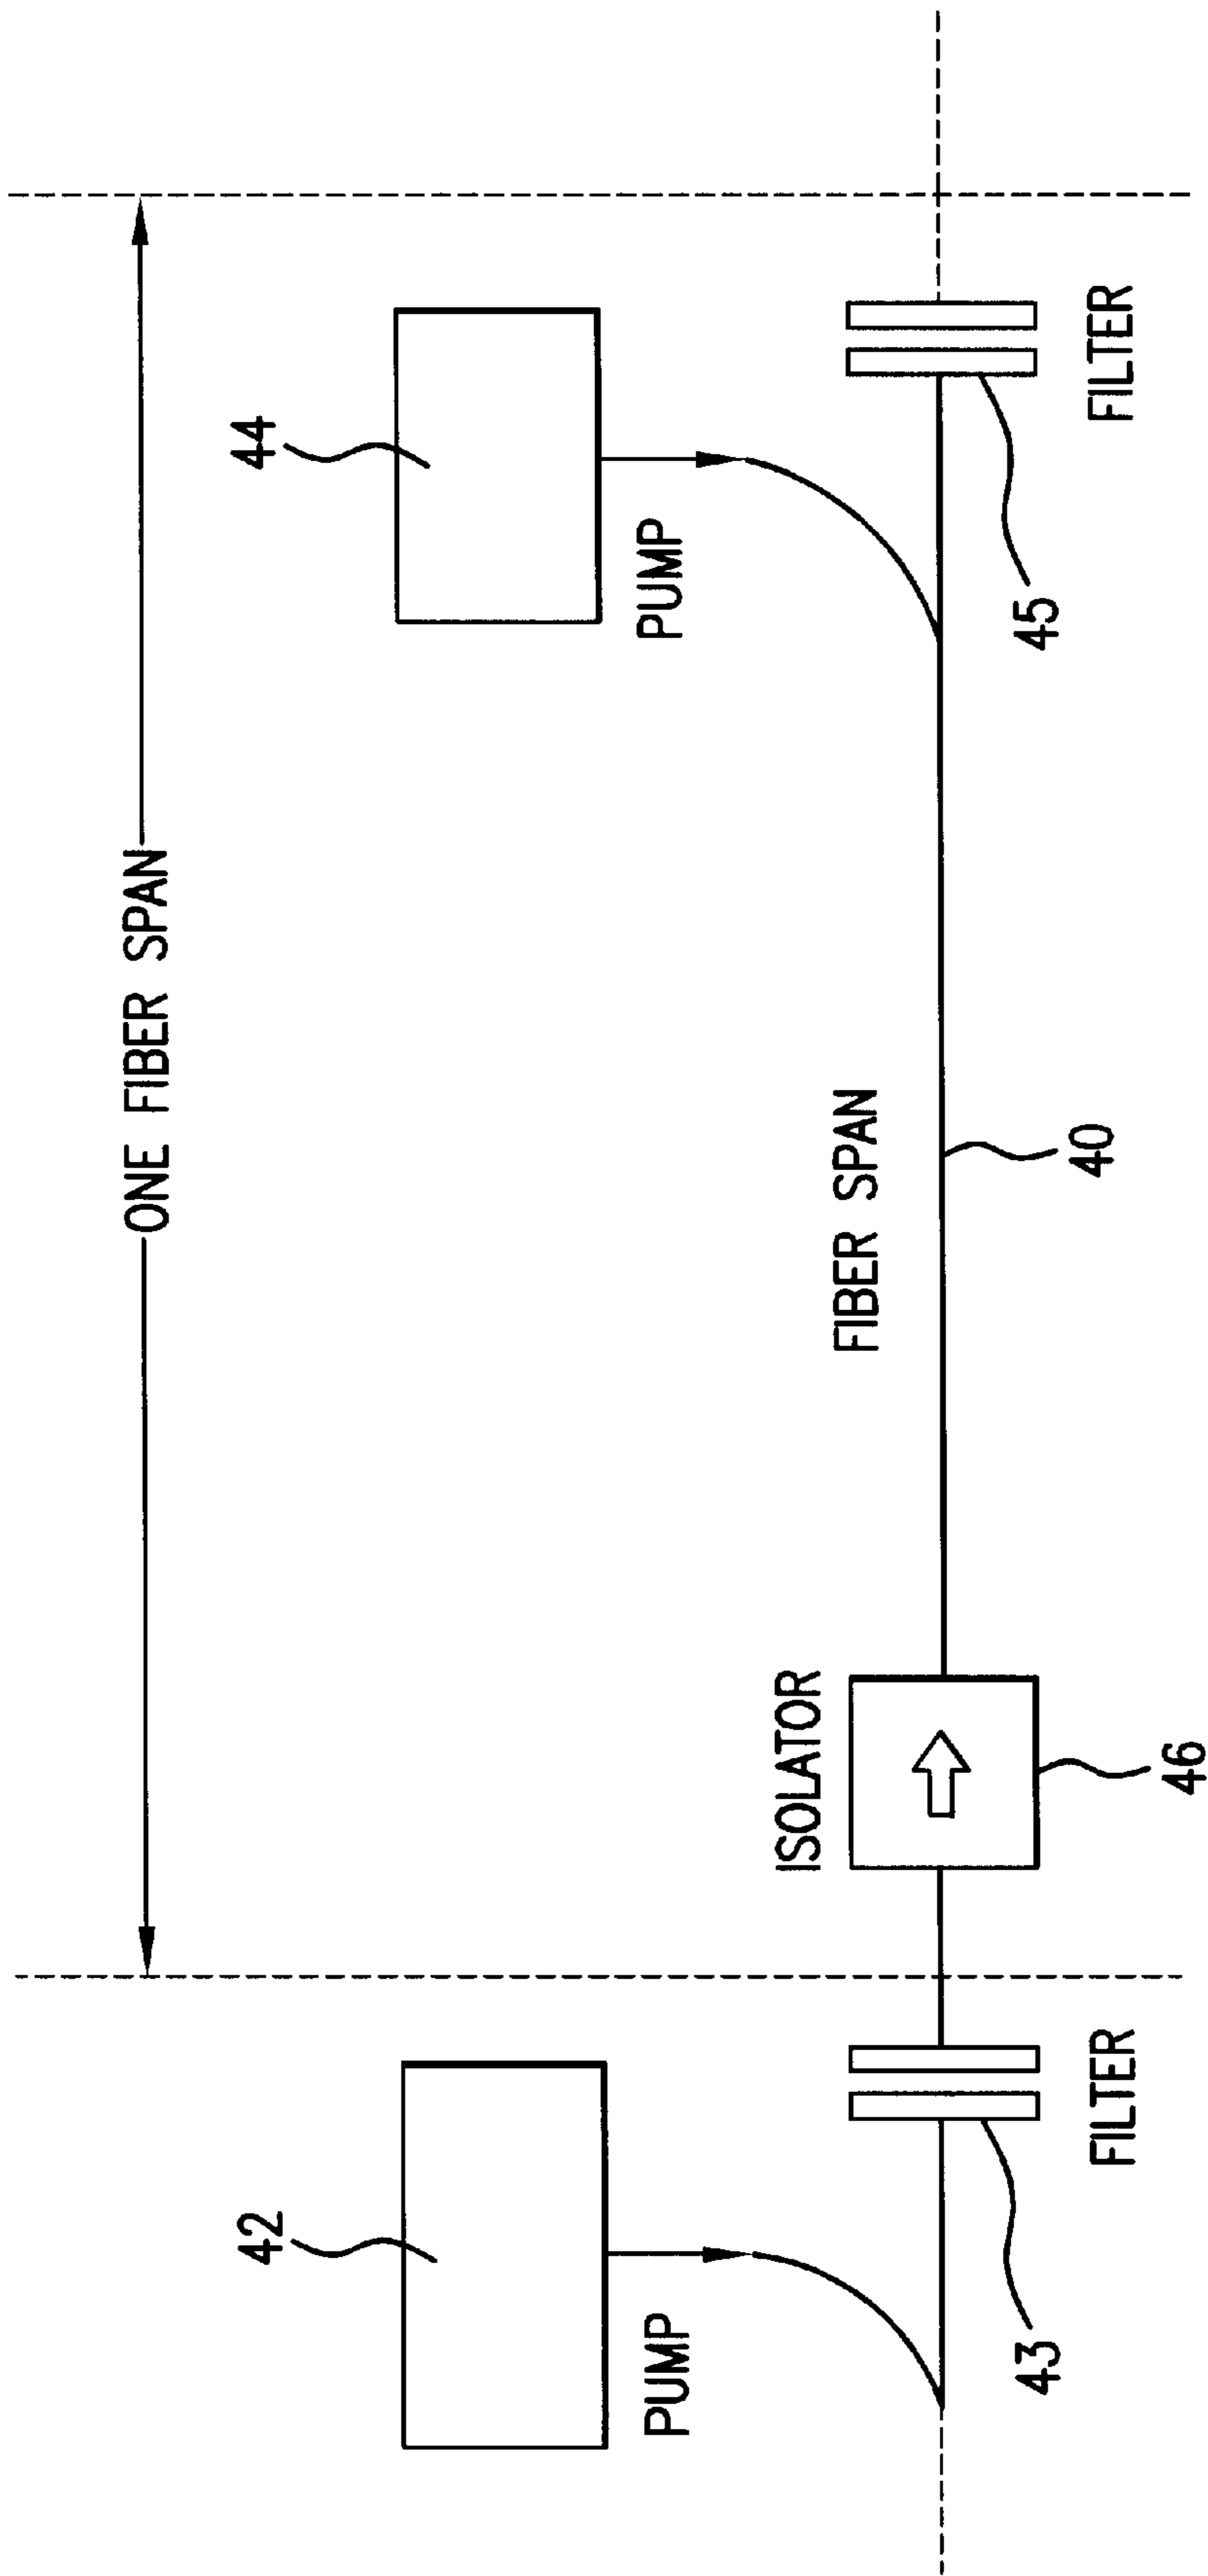 ONE FIBER SPAN
42
44
PUMP
PUMP
ISOLATOR
FIBER SPAN
43
FILTER
46
40
45
FILTER